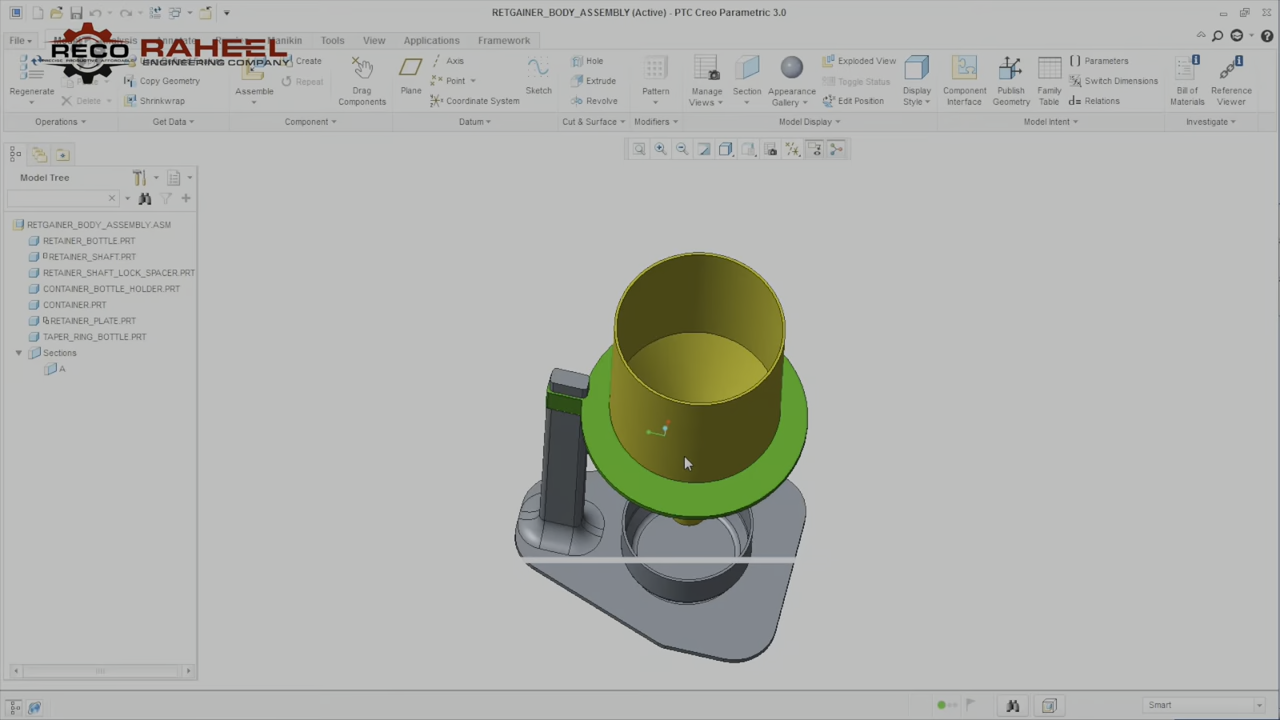 RETGAINER_BODY_ASSEMBLY (Active) - PTC Creo Parametric 3.0
File Analysis Annotate Manikin Tools View Applications Framework
RECO RAHEEL
ENGINEERING COMPANY
Regenerate
Delete
Operations
Copy Geometry
Shrinkwrap
Get Data
Assemble
Create
Repeat
Drag Components
Component
Plane
Axis
Point
Coordinate System
Sketch
Datum
Hole
Extrude
Revolve
Cut & Surface
Pattern
Modifiers
Manage Views
Section
Appearance Gallery
Exploded View
Toggle Status
Edit Position
Display Style
Model Display
Component Interface
Publish Geometry
Family Table
Parameters
Switch Dimensions
Relations
Model Intent
Bill of Materials
Reference Viewer
Investigate
Model Tree
RETGAINER_BODY_ASSEMBLY.ASM
RETAINER_BOTTLE.PRT
RETAINER_SHAFT.PRT
RETAINER_SHAFT_LOCK_SPACER.PRT
CONTAINER_BOTTLE_HOLDER.PRT
CONTAINER.PRT
RETAINER_PLATE.PRT
TAPER_RING_BOTTLE.PRT
Sections
A
Smart